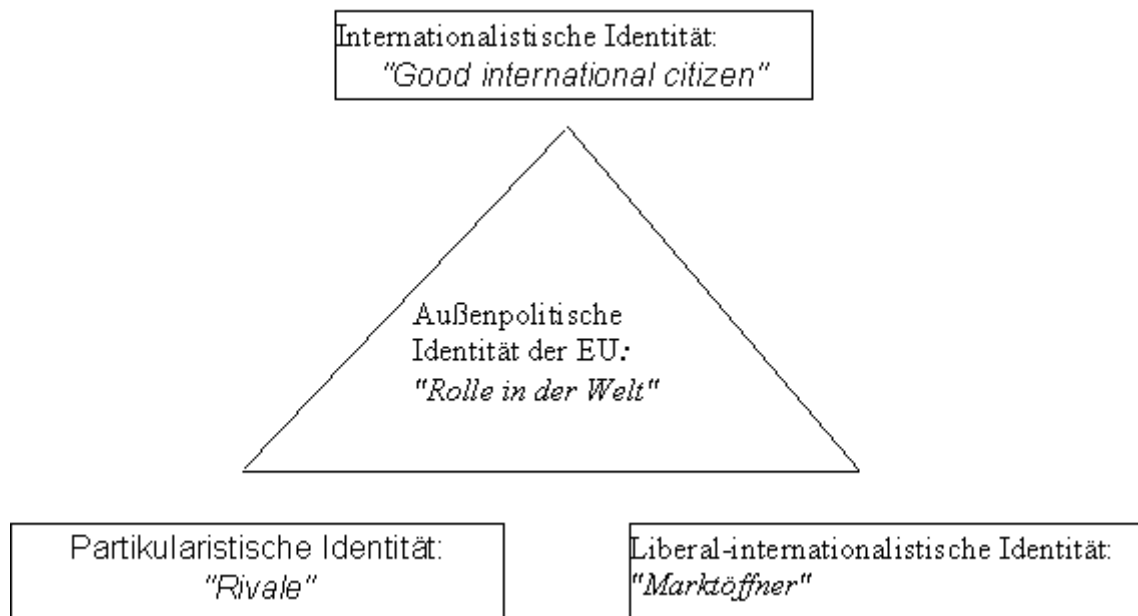 Internationalistische Identität:
"Good international citizen"
Außenpolitische
Identität der EU:
"Rolle in der Welt"
Partikularistische Identität:
"Rivale"
Liberal-internationalistische Identität:
"Marktöffner"